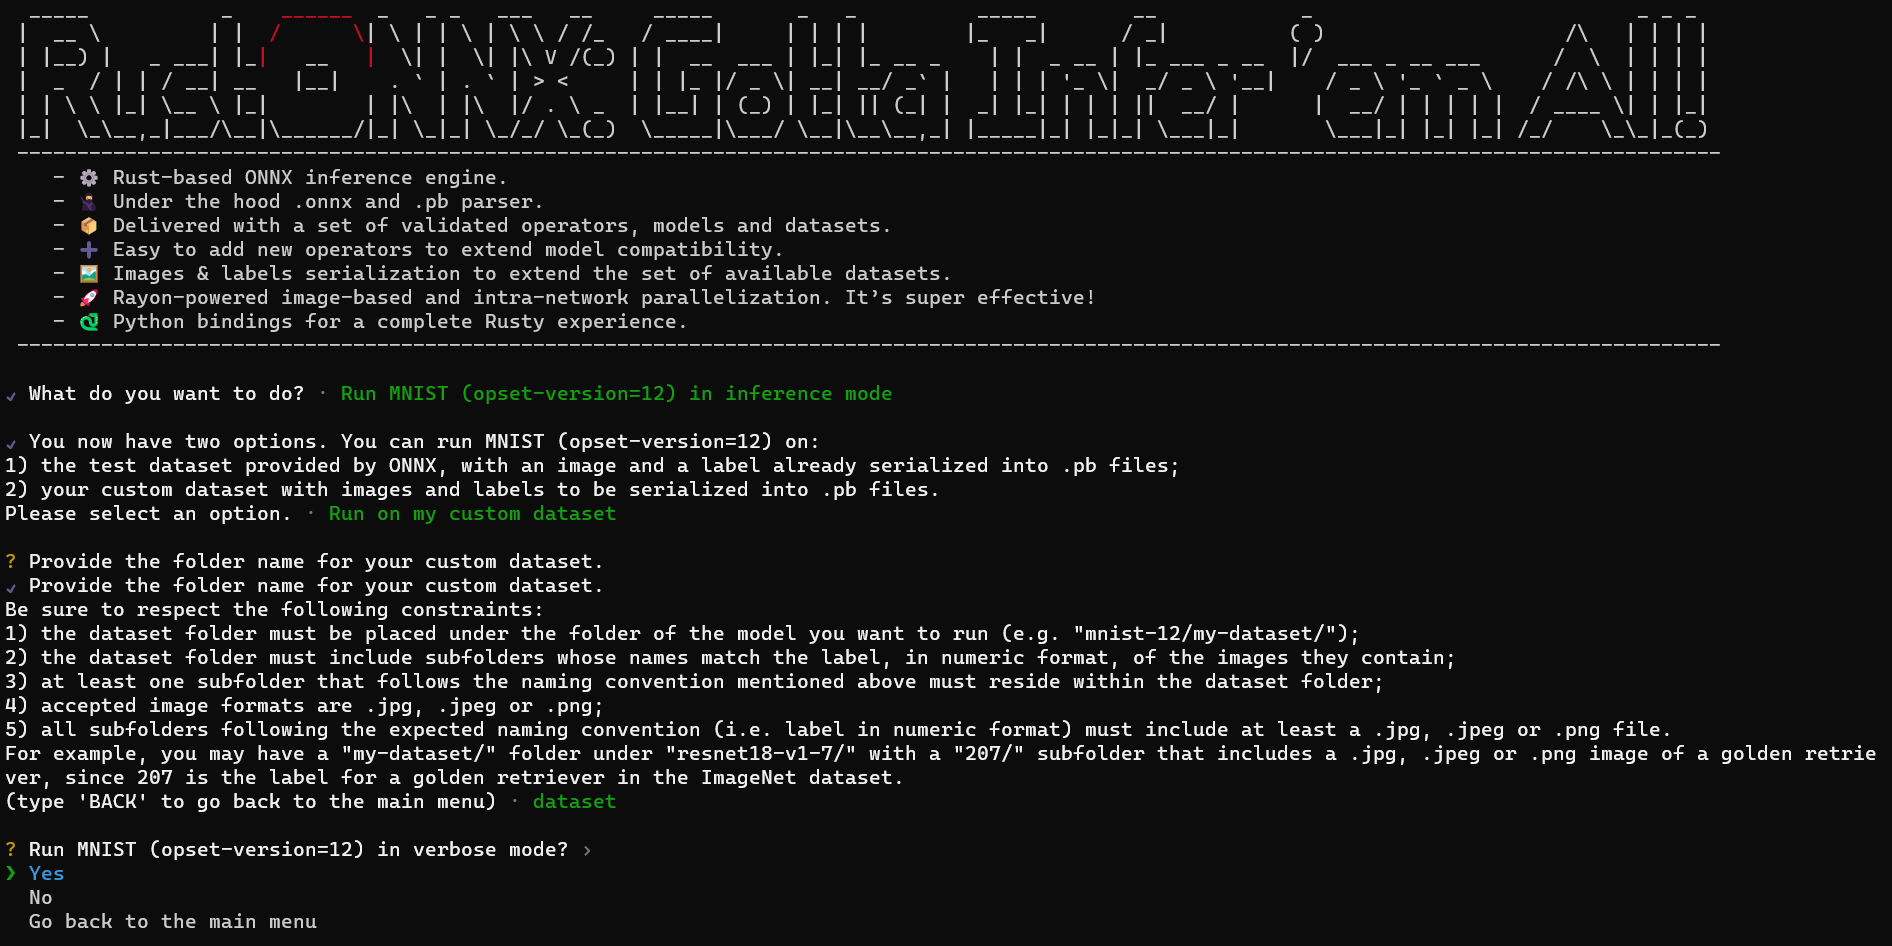 RustONNX: Gotta Infer 'em All!
- Rust-based ONNX inference engine.
- Under the hood .onnx and .pb parser.
- Delivered with a set of validated operators, models and datasets.
- Easy to add new operators to extend model compatibility.
- Images & labels serialization to extend the set of available datasets.
- Rayon-powered image-based and intra-network parallelization. It's super effective!
- Python bindings for a complete Rusty experience.
✓ What do you want to do? · Run MNIST (opset-version=12) in inference mode
✓ You now have two options. You can run MNIST (opset-version=12) on:
1) the test dataset provided by ONNX, with an image and a label already serialized into .pb files;
2) your custom dataset with images and labels to be serialized into .pb files.
Please select an option. · Run on my custom dataset
? Provide the folder name for your custom dataset.
✓ Provide the folder name for your custom dataset.
Be sure to respect the following constraints:
1) the dataset folder must be placed under the folder of the model you want to run (e.g. "mnist-12/my-dataset/");
2) the dataset folder must include subfolders whose names match the label, in numeric format, of the images they contain;
3) at least one subfolder that follows the naming convention mentioned above must reside within the dataset folder;
4) accepted image formats are .jpg, .jpeg or .png;
5) all subfolders following the expected naming convention (i.e. label in numeric format) must include at least a .jpg, .jpeg or .png file.
For example, you may have a "my-dataset/" folder under "resnet18-v1-7/" with a "207/" subfolder that includes a .jpg, .jpeg or .png image of a golden retrie
ver, since 207 is the label for a golden retriever in the ImageNet dataset.
(type 'BACK' to go back to the main menu) · dataset
? Run MNIST (opset-version=12) in verbose mode? ›
❯ Yes
No
Go back to the main menu